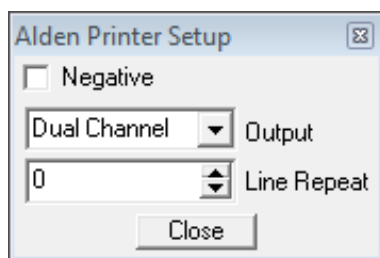 Alden Printer Setup
Negative
Dual Channel Output
0 Line Repeat
Close